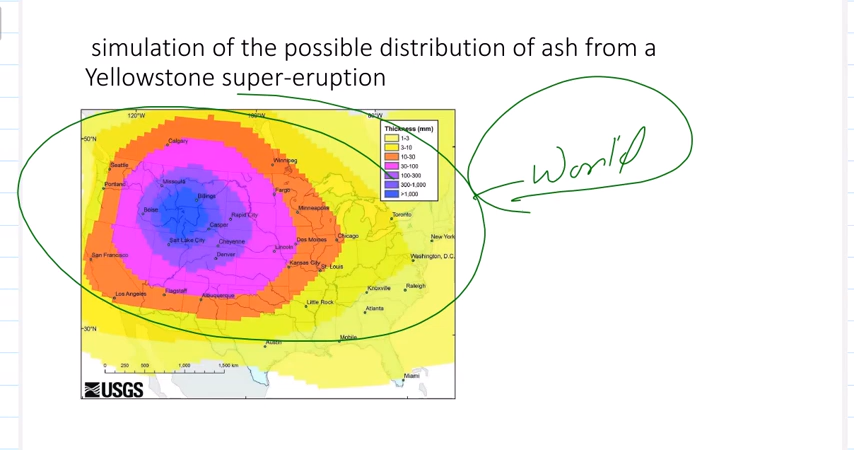 simulation of the possible distribution of ash from a
Yellowstone super-eruption
120°W 100°W 80°W
Thickness (mm)
1-3
3-10
10-30
30-100
100-300
300-1,000
>1,000
50°N
Calgary
Seattle
Winnipeg
Portland
Missoula
Fargo
Billings
Boise
Rapid City
Minneapolis
Toronto
Casper
Salt Lake City
Cheyenne
Des Moines
Chicago
New York
Lincoln
San Francisco
Denver
Kansas City
St. Louis
Washington, D.C.
Los Angeles
Flagstaff
Albuquerque
Knoxville
Raleigh
Little Rock
Atlanta
30°N
Austin
Mobile
Miami
0 250 500 1,000 1,500 km
USGS
World